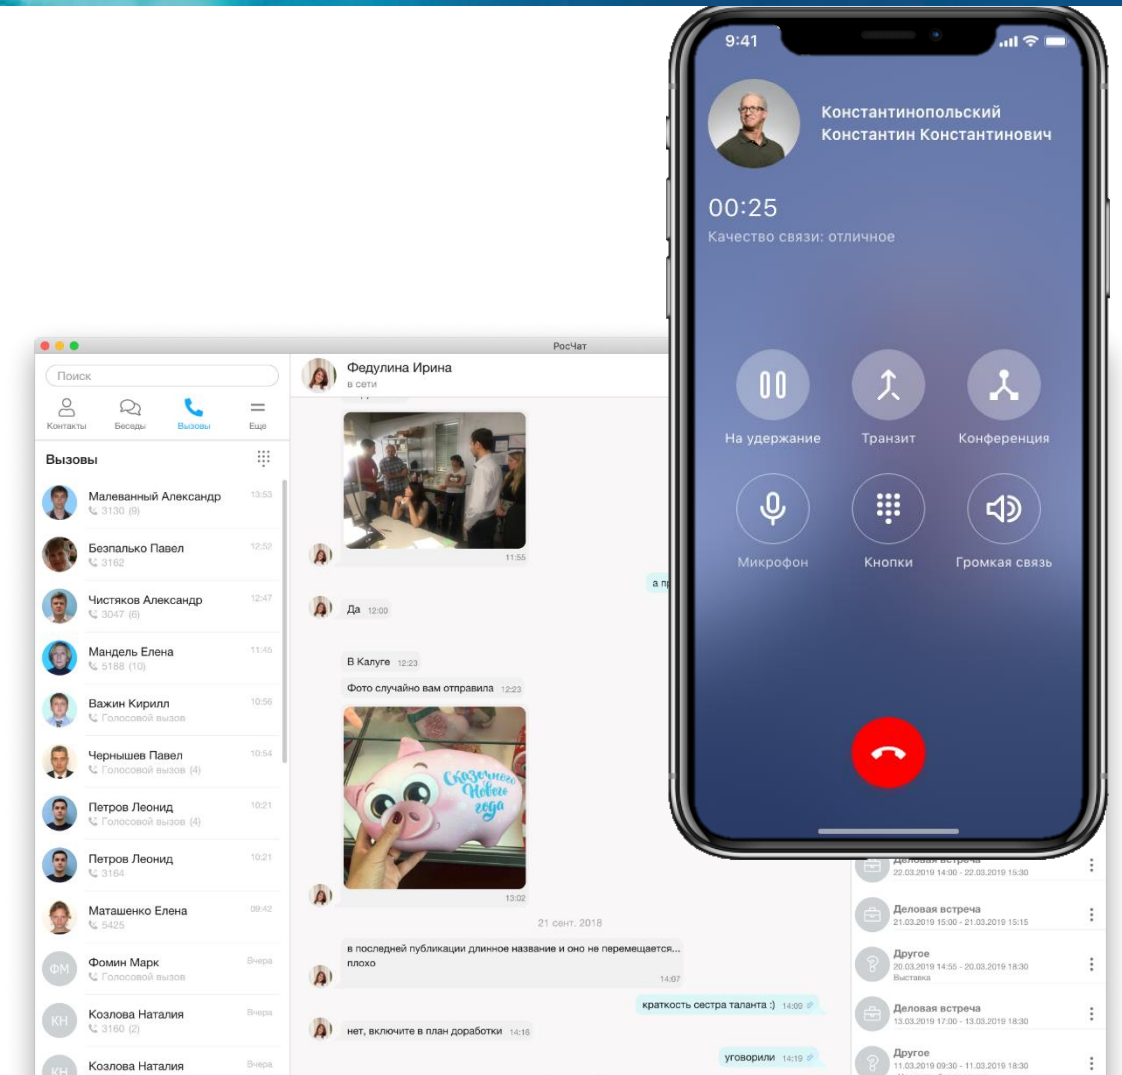 9:41
Константинопольский
Константин Константинович
00:25
Качество связи: отличное
На удержание
Транзит
Конференция
Микрофон
Кнопки
Громкая связь
РосЧат
Поиск
Контакты
Беседы
Вызовы
Еще
Вызовы
Малеванный Александр 13:53
3130 (9)
Безпалько Павел 12:52
3162
Чистяков Александр 12:47
3047 (6)
Мандель Елена 11:45
5188 (10)
Важин Кирилл 10:56
Голосовой вызов
Чернышев Павел 10:54
Голосовой вызов (4)
Петров Леонид 10:21
Голосовой вызов (4)
Петров Леонид 10:21
3164
Маташенко Елена 09:42
5425
ФМ
Фомин Марк Вчера
Голосовой вызов
КН
Козлова Наталия Вчера
3160 (2)
КН
Козлова Наталия Вчера
Федулина Ирина
в сети
11:55
Да 12:00
В Калуге 12:23
Фото случайно вам отправила 12:23
Сказочного
Нового
года
13:02
21 сент. 2018
в последней публикации длинное название и оно не перемещается...
плохо
14:07
краткость сестра таланта :) 14:09
нет, включите в план доработки 14:16
уговорили 14:19
Деловая встреча
22.03.2019 14:00 - 22.03.2019 15:30
Деловая встреча
21.03.2019 15:00 - 21.03.2019 15:15
Другое
20.03.2019 14:55 - 20.03.2019 18:30
Выставка
Деловая встреча
13.03.2019 17:00 - 13.03.2019 18:30
Другое
11.03.2019 09:30 - 11.03.2019 18:30